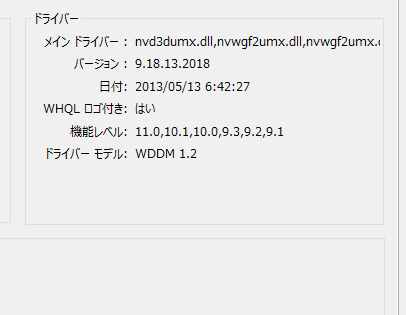 ドライバー
メイン ドライバー: nvd3dumx.dll,nvwgf2umx.dll,nvwgf2umx.
バージョン: 9.18.13.2018
日付: 2013/05/13 6:42:27
WHQL ロゴ付き: はい
機能レベル: 11.0,10.1,10.0,9.3,9.2,9.1
ドライバー モデル: WDDM 1.2